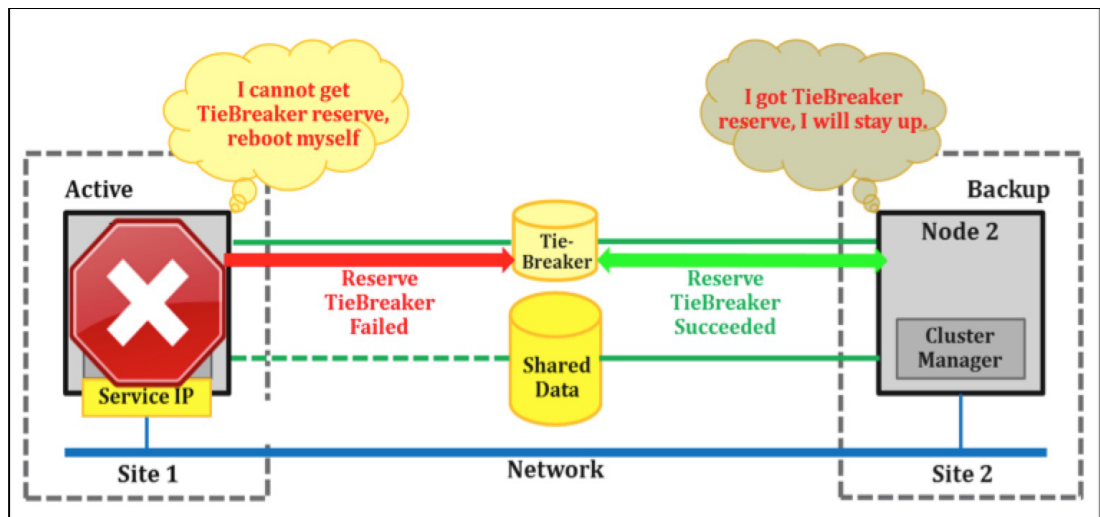 I cannot get
TieBreaker reserve,
reboot myself
I got TieBreaker
reserve, I will stay up.
Active
Backup
Node 2
Tie-
Breaker
Reserve
TieBreaker
Failed
Reserve
TieBreaker
Succeeded
Cluster
Manager
Shared
Data
Service IP
Site 1
Network
Site 2